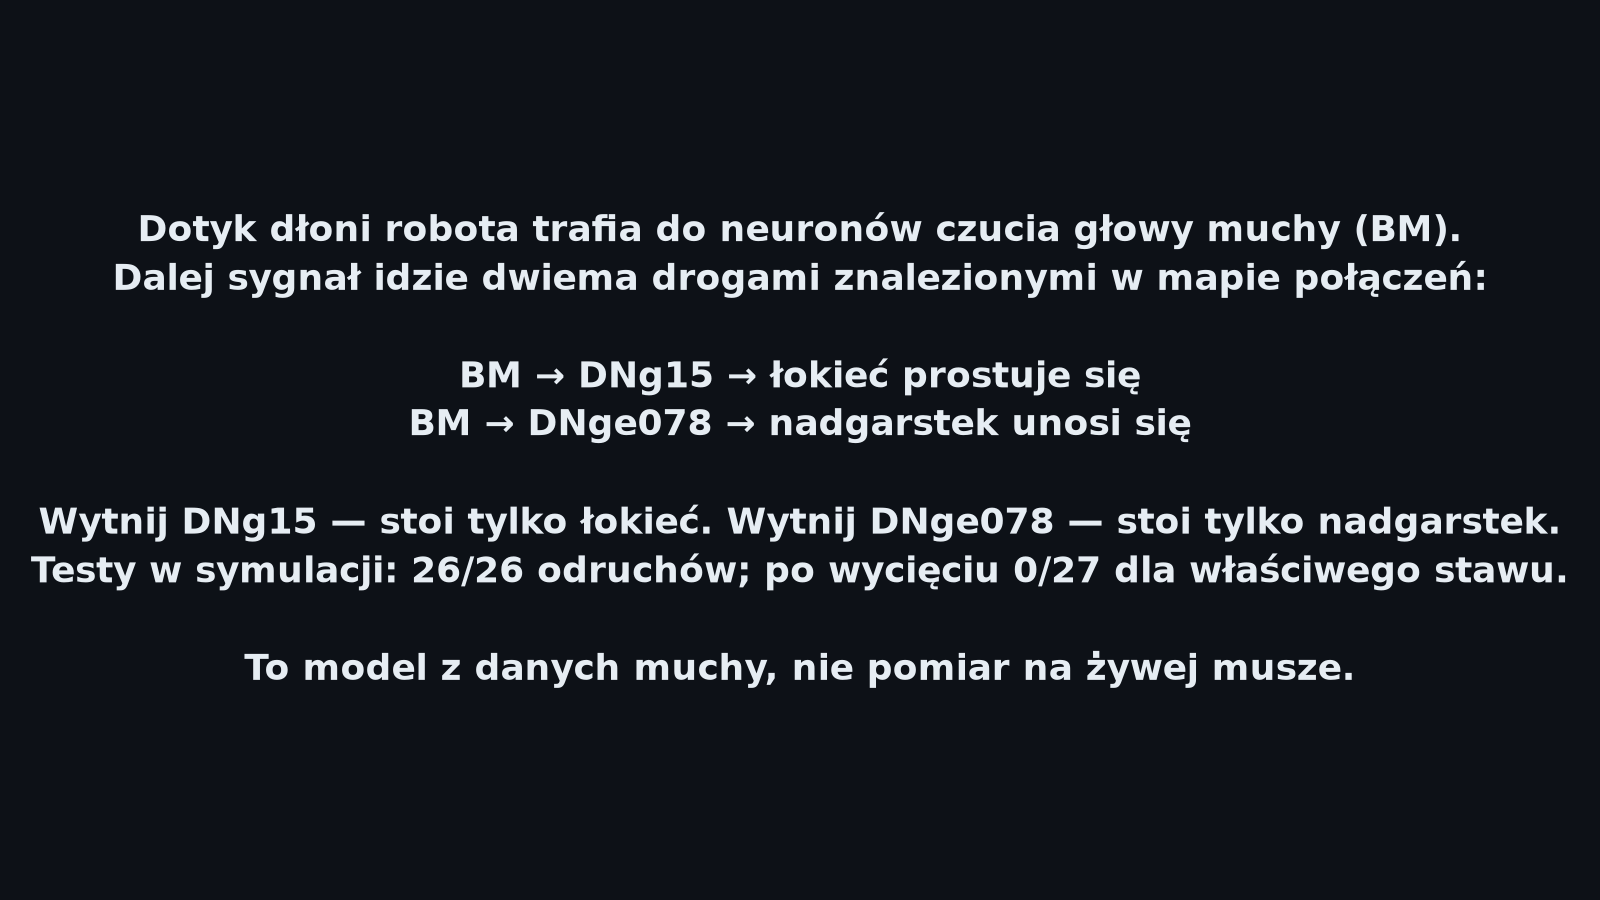 Dotyk dłoni robota trafia do neuronów czucia głowy muchy (BM).
Dalej sygnał idzie dwiema drogami znalezionymi w mapie połączeń:
BM → DNg15 → łokieć prostuje się
BM → DNge078 → nadgarstek unosi się
Wytnij DNg15 — stoi tylko łokieć. Wytnij DNge078 — stoi tylko nadgarstek.
Testy w symulacji: 26/26 odruchów; po wycięciu 0/27 dla właściwego stawu.
To model z danych muchy, nie pomiar na żywej musze.